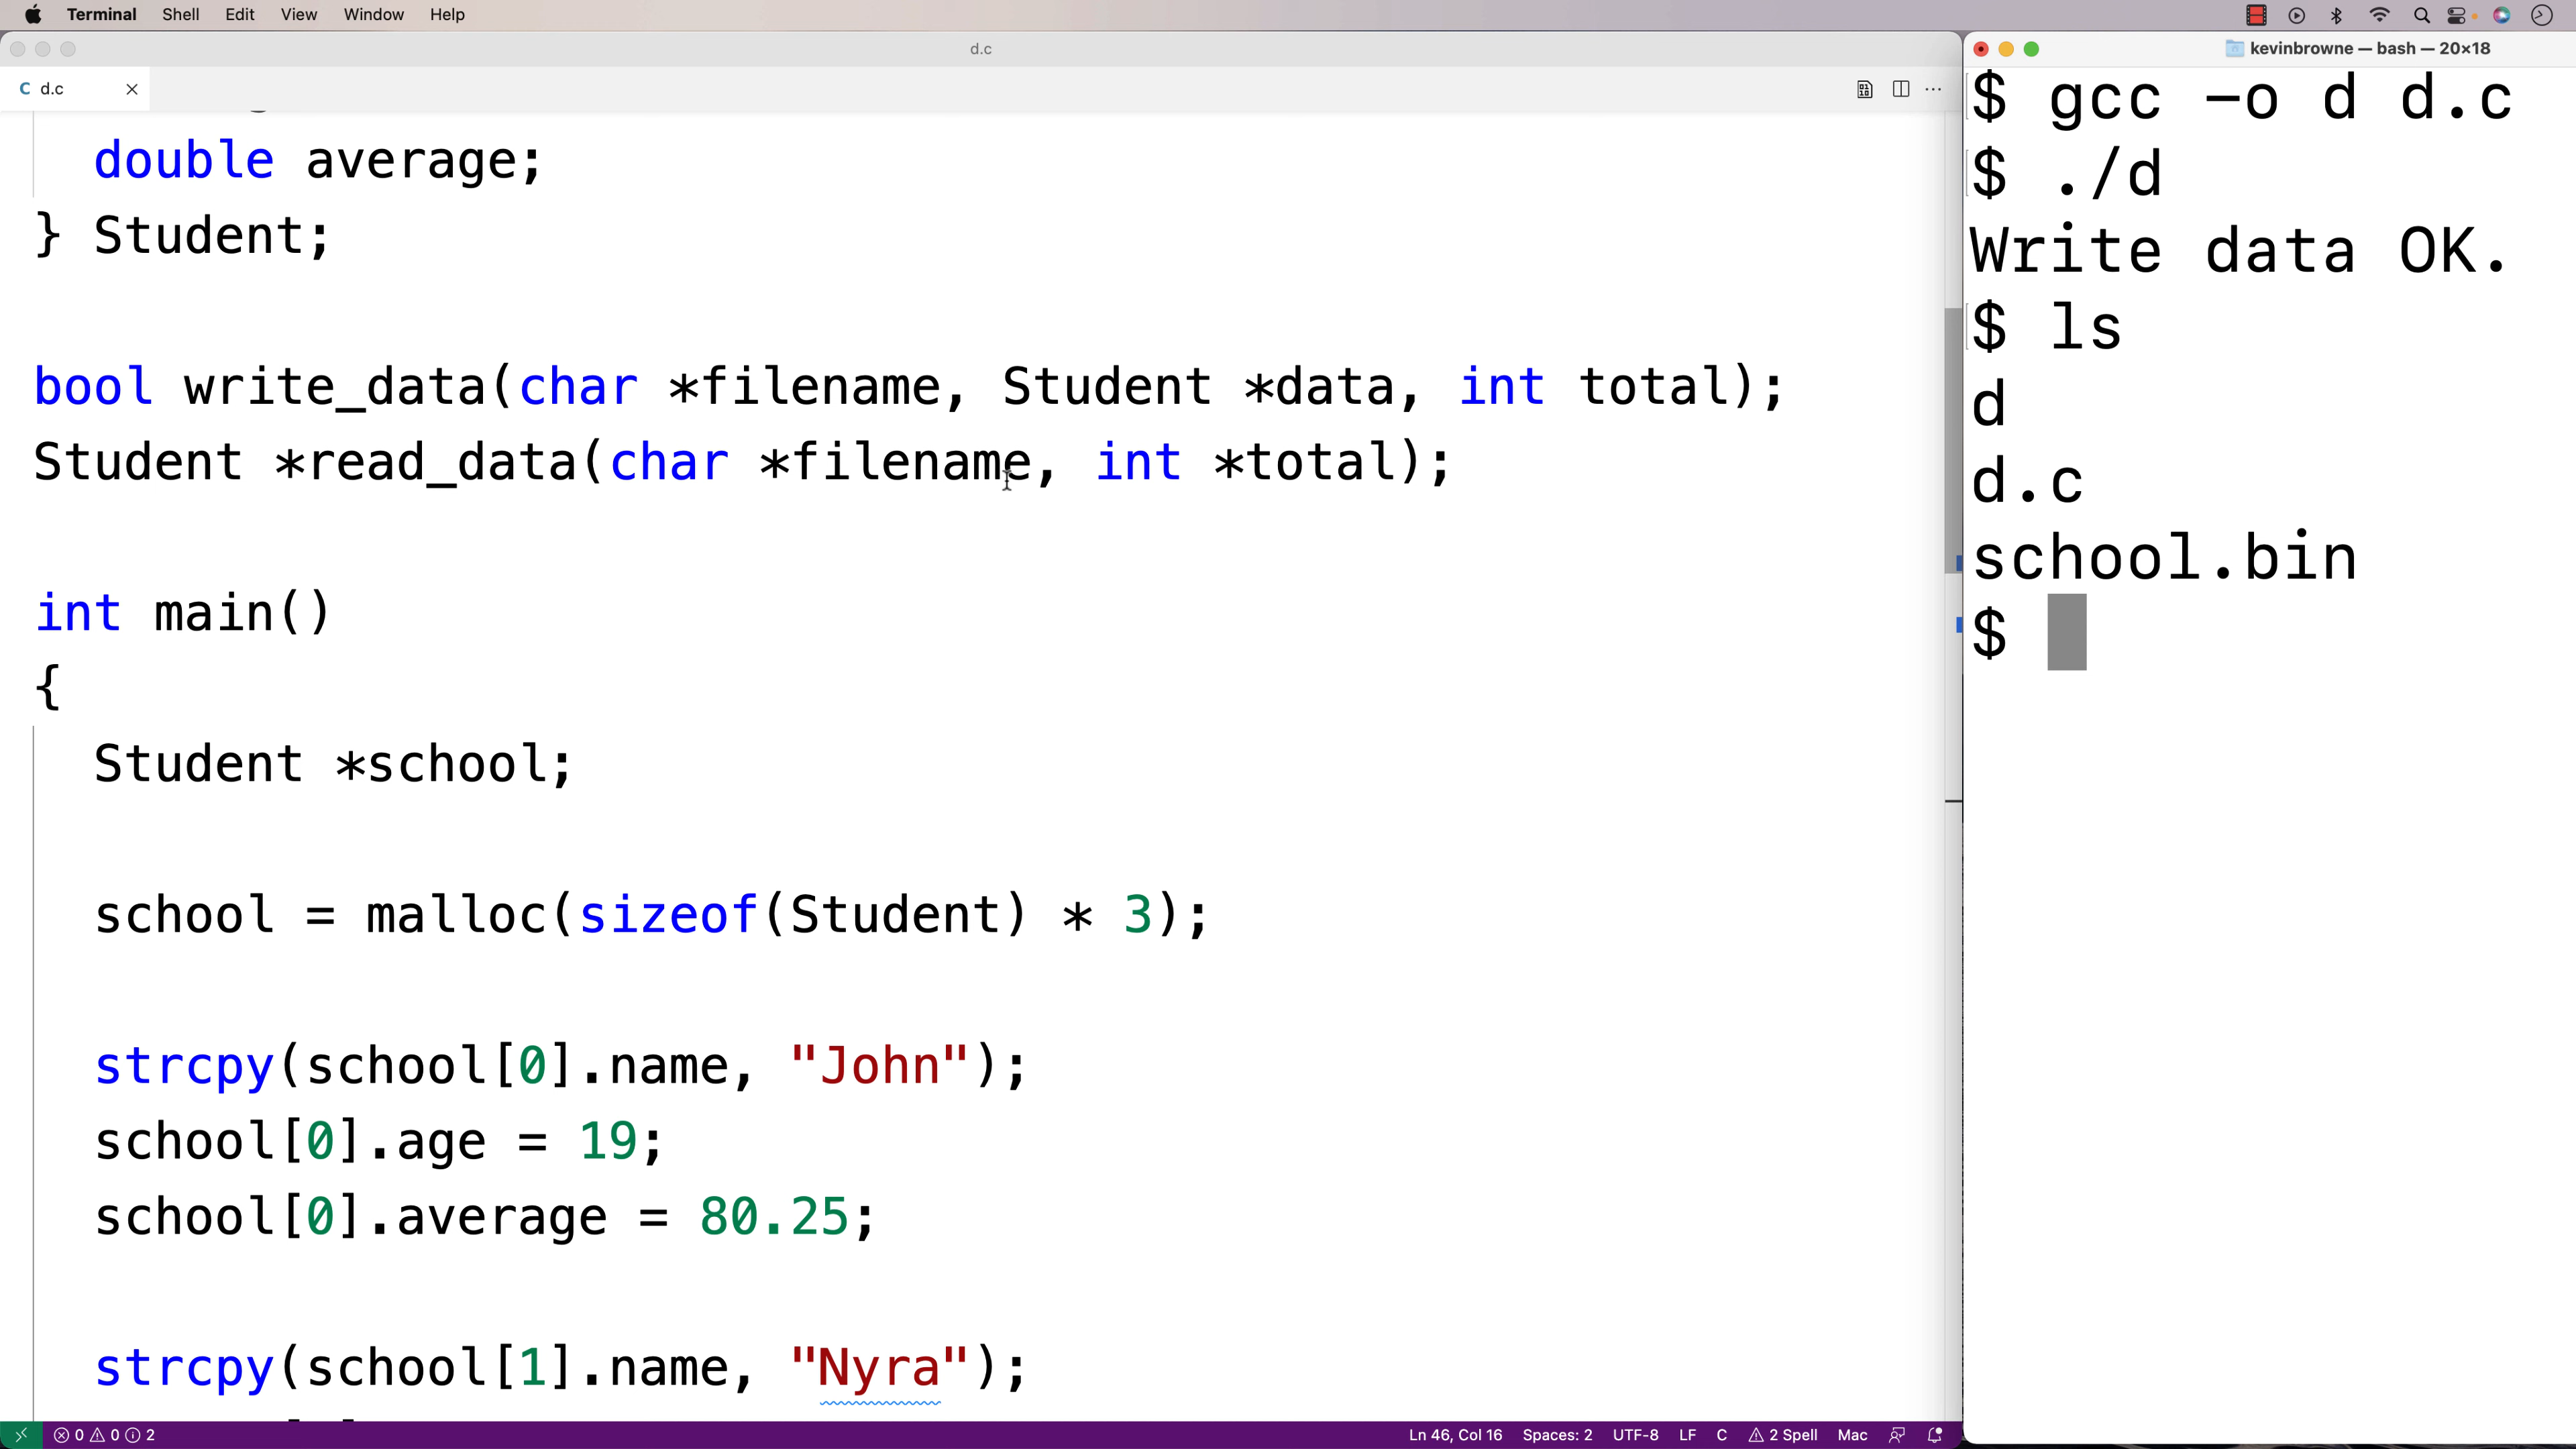 Terminal Shell Edit View Window Help
d.c
C d.c
double average;
} Student;
bool write_data(char *filename, Student *data, int total);
Student *read_data(char *filename, int *total);
int main()
{
Student *school;
school = malloc(sizeof(Student) * 3);
strcpy(school[0].name, "John");
school[0].age = 19;
school[0].average = 80.25;
strcpy(school[1].name, "Nyra");
0 0 2 Ln 46, Col 16 Spaces: 2 UTF-8 LF C 2 Spell Mac
kevinbrowne — bash — 20×18
$ gcc -o d d.c
$ ./d
Write data OK.
$ ls
d
d.c
school.bin
$